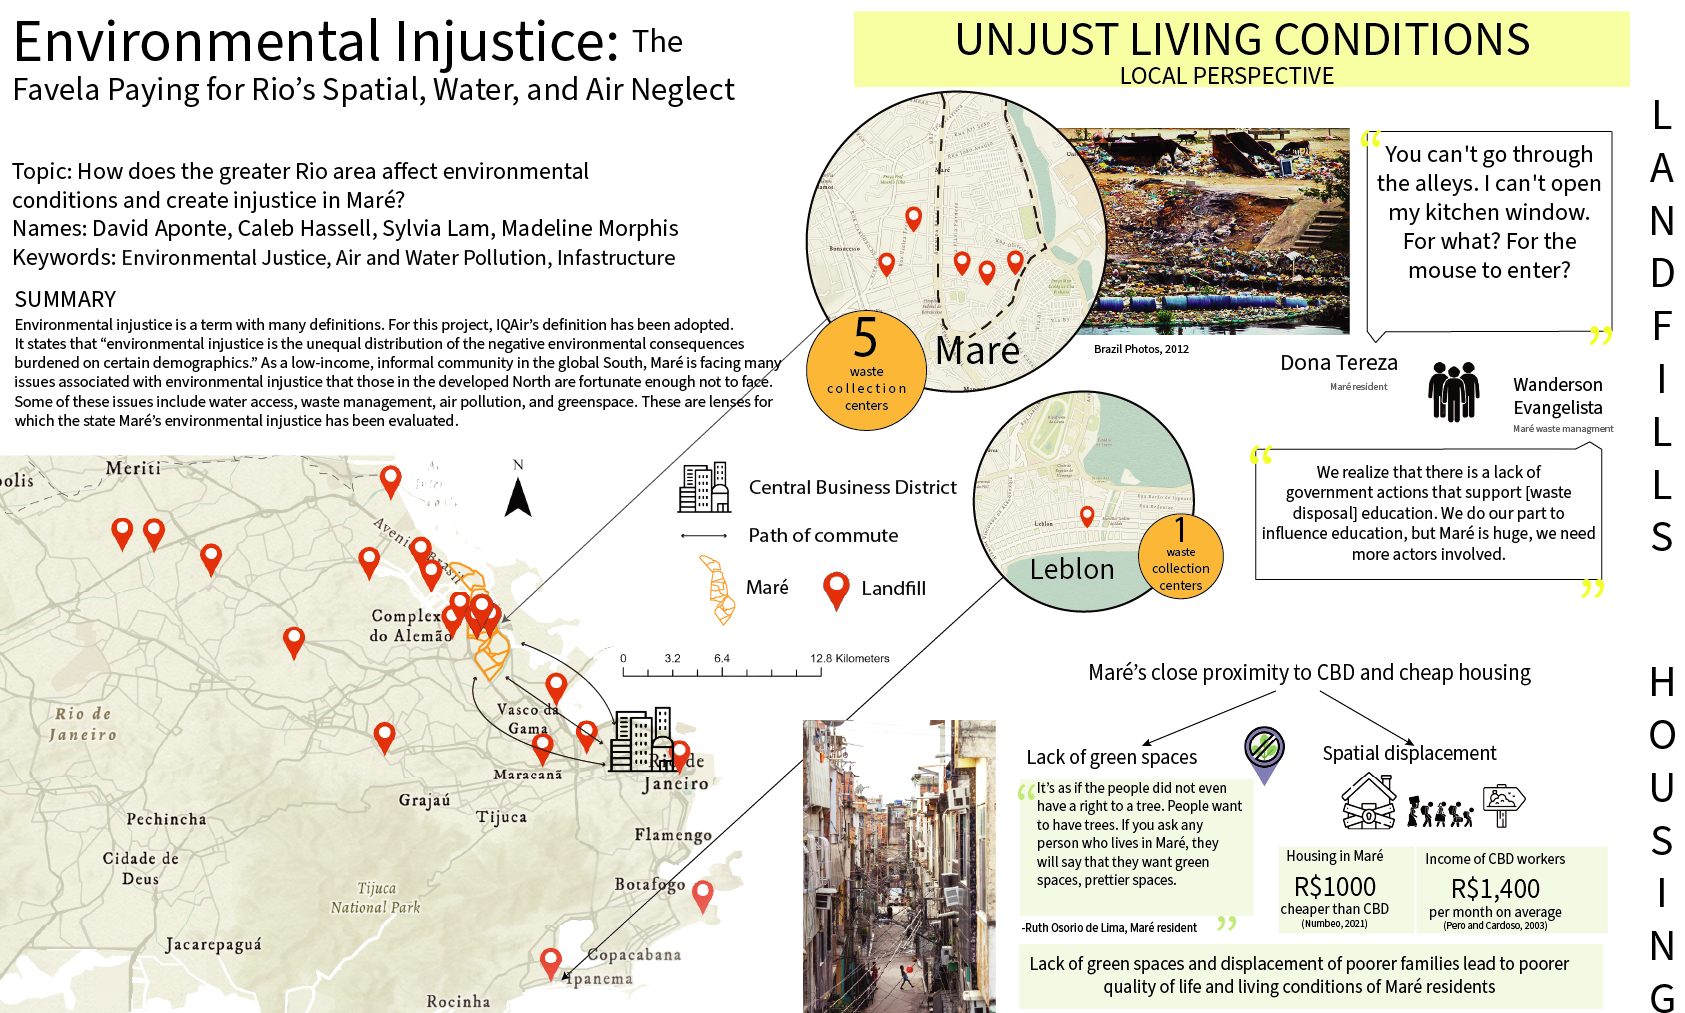 Environmental Injustice: The
Favela Paying for Rio’s Spatial, Water, and Air Neglect
Topic: How does the greater Rio area affect environmental
conditions and create injustice in Maré?
Names: David Aponte, Caleb Hassell, Sylvia Lam, Madeline Morphis
Keywords: Environmental Justice, Air and Water Pollution, Infastructure
SUMMARY
Environmental injustice is a term with many definitions. For this project, IQAir’s definition has been adopted.
It states that “environmental injustice is the unequal distribution of the negative environmental consequences
burdened on certain demographics.” As a low-income, informal community in the global South, Maré is facing many
issues associated with environmental injustice that those in the developed North are fortunate enough not to face.
Some of these issues include water access, waste management, air pollution, and greenspace. These are lenses for
which the state Maré’s environmental injustice has been evaluated.
polis
Meriti
N
Avenida Brasil
Complexo
do Alemão
Rio de
Janeiro
Vasco da
Gama
Maracanã
Rio de
Janeiro
Grajaú
Tijuca
Pechincha
Flamengo
Cidade de
Deus
Botafogo
Tijuca
National Park
Jacarepaguá
Copacabana
Ipanema
Rocinha
Central Business District
Path of commute
Maré
Landfill
0 3.2 6.4 12.8 Kilometers
UNJUST LIVING CONDITIONS
LOCAL PERSPECTIVE
LANDFILLS
Maré
Bonsucesso
Maré
5
waste
collection
centers
Brazil Photos, 2012
“
You can't go through
the alleys. I can't open
my kitchen window.
For what? For the
mouse to enter?
”
Dona Tereza
Maré resident
Wanderson
Evangelista
Maré waste managment
“
We realize that there is a lack of
government actions that support [waste
disposal] education. We do our part to
influence education, but Maré is huge, we need
more actors involved.
”
Leblon
Leblon
1
waste
collection
centers
HOUSING
Maré’s close proximity to CBD and cheap housing
Lack of green spaces
“
It’s as if the people did not even
have a right to a tree. People want
to have trees. If you ask any
person who lives in Maré, they
will say that they want green
spaces, prettier spaces.
-Ruth Osorio de Lima, Maré resident
”
Spatial displacement
Housing in Maré
R$1000
cheaper than CBD
(Numbeo, 2021)
Income of CBD workers
R$1,400
per month on average
(Pero and Cardoso, 2003)
Lack of green spaces and displacement of poorer families lead to poorer
quality of life and living conditions of Maré residents